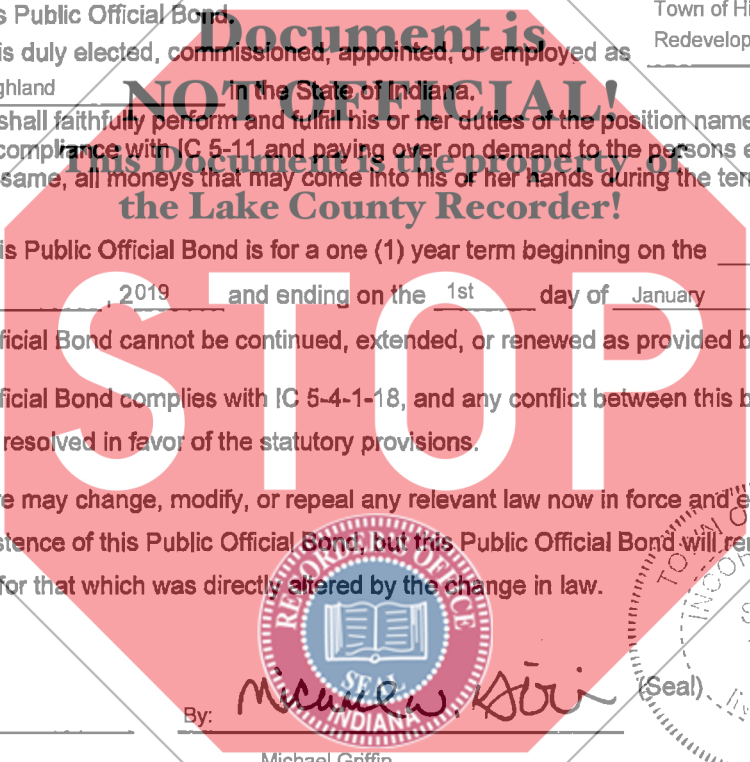 s Public Official Bond.
Town of Hi
is duly elected, commissioned, appointed, or employed as
Redevelop
ghland in the State of Indiana,
shall faithfully perform and fulfill his or her duties of the position name
compliance with IC 5-11 and paying over on demand to the persons e
same, all moneys that may come into his or her hands during the ter
Document is
NOT OFFICIAL!
This Document is the property of
the Lake County Recorder!
is Public Official Bond is for a one (1) year term beginning on the
, 2019 and ending on the 1st day of January
ficial Bond cannot be continued, extended, or renewed as provided b
ficial Bond complies with IC 5-4-1-18, and any conflict between this b
resolved in favor of the statutory provisions.
STOP
e may change, modify, or repeal any relevant law now in force and e
stence of this Public Official Bond, but this Public Official Bond will re
for that which was directly altered by the change in law.
RECORDER'S OFFICE
SEAL
INDIANA
TOWN O
INCOR
By:
(Seal)
Michael Griffin